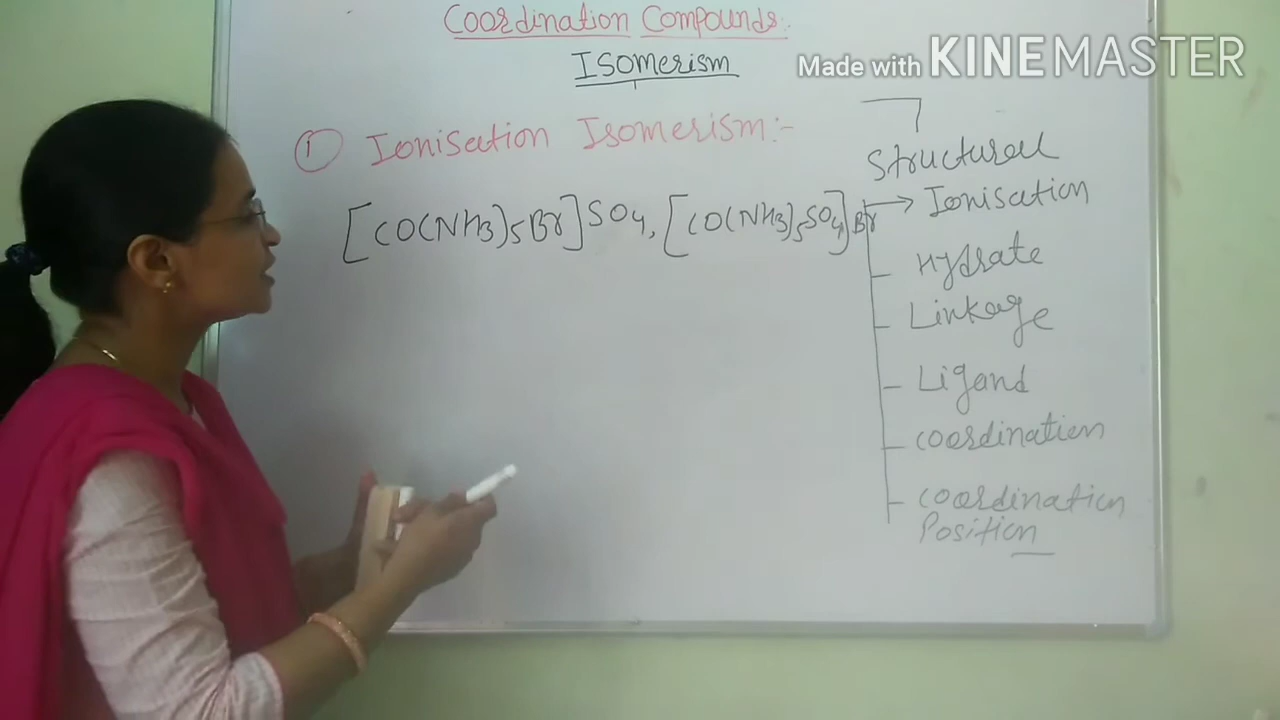 Coordination Compounds:
Isomerism
Made with KINEMASTER
① Ionisation Isomerism:-
[CO(NH3)5Br]SO4, [CO(NH3)5SO4]Br
Structural
→ Ionisation
Hydrate
Linkage
Ligand
coordination
coordination
Position